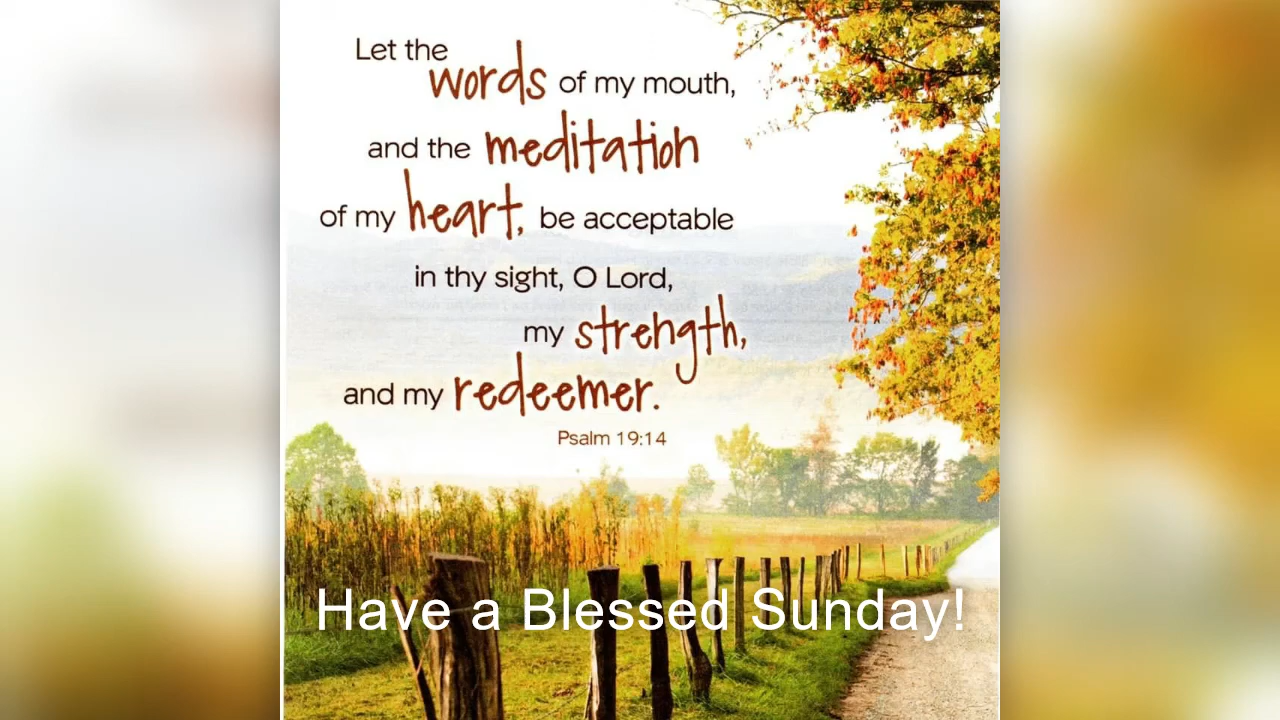 Let the
words of my mouth,
and the meditation
of my heart, be acceptable
in thy sight, O Lord,
my strength,
and my redeemer.
Psalm 19:14
Have a Blessed Sunday!